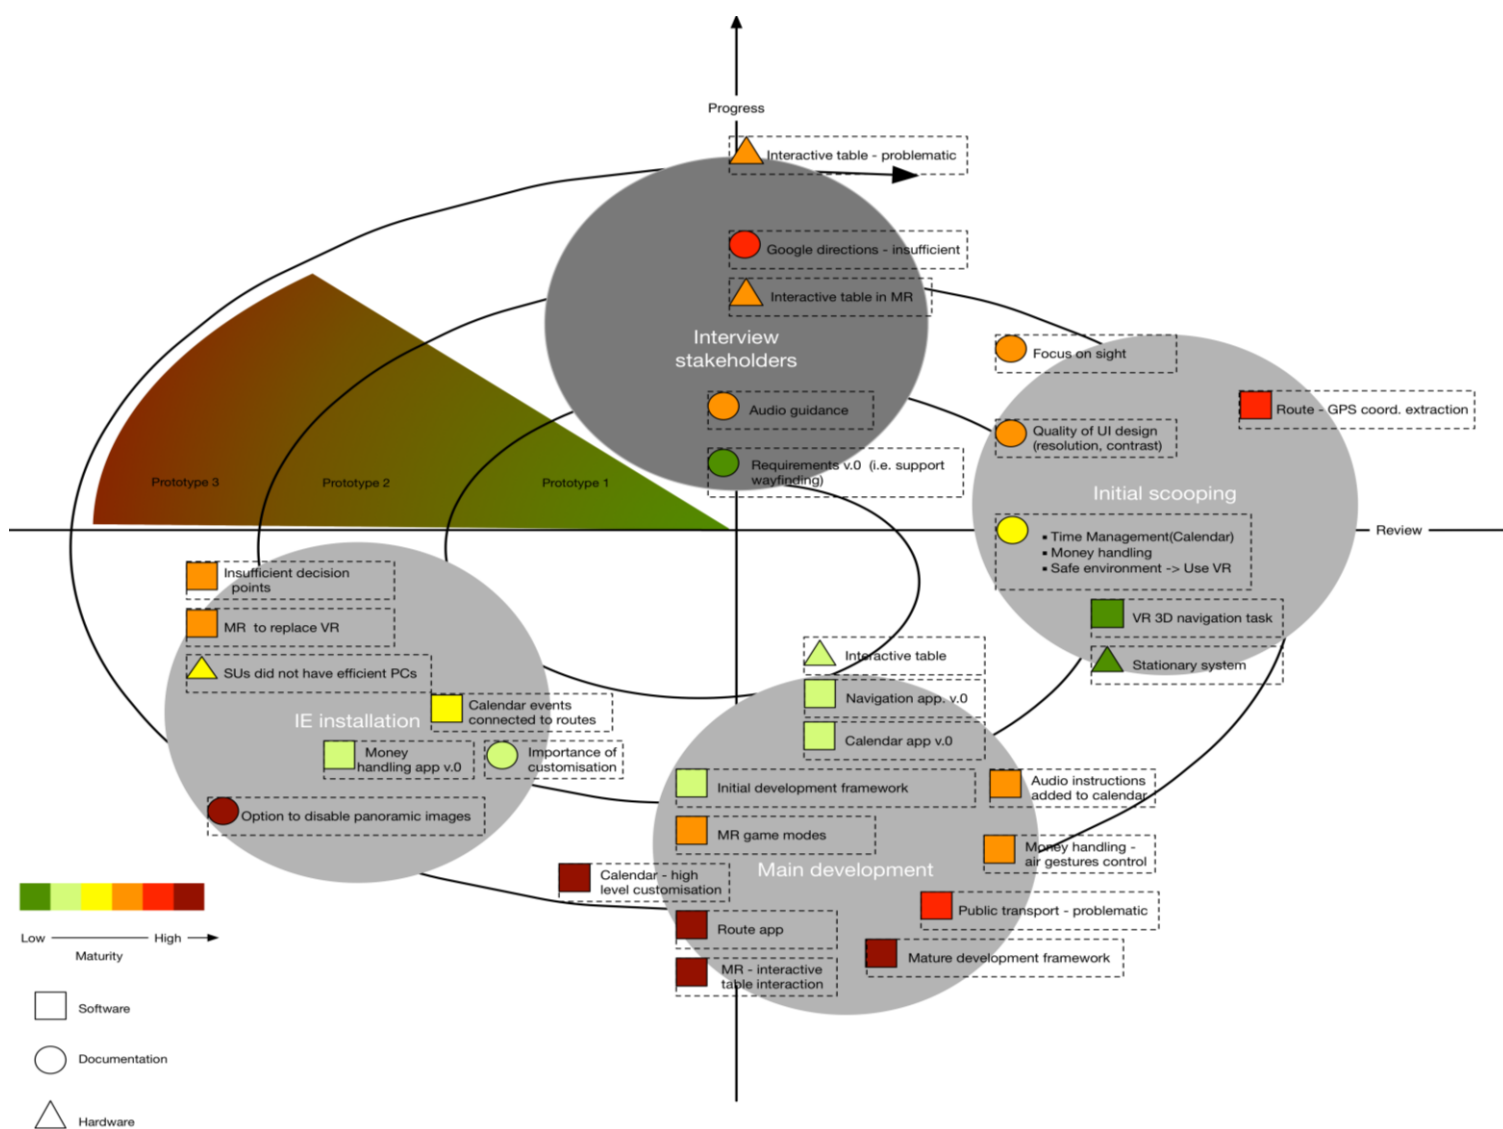 Progress
Interactive table - problematic
Google directions - insufficient
Interactive table in MR
Interview
stakeholders
Audio guidance
Requirements v.0 (i.e. support
wayfinding)
Focus on sight
Route - GPS coord. extraction
Quality of UI design
(resolution, contrast)
Initial scooping
Review
▪ Time Management(Calendar)
▪ Money handling
▪ Safe environment -> Use VR
VR 3D navigation task
Stationary system
Prototype 3
Prototype 2
Prototype 1
Insufficient decision
points
MR to replace VR
SUs did not have efficient PCs
Calendar events
connected to routes
IE installation
Money
handling app v.0
Importance of
customisation
Option to disable panoramic images
Interactive table
Navigation app. v.0
Calendar app v.0
Initial development framework
Audio instructions
added to calendar
MR game modes
Money handling -
air gestures control
Main development
Calendar - high
level customisation
Public transport - problematic
Route app
Mature development framework
MR - interactive
table interaction
Low
High
Maturity
Software
Documentation
Hardware